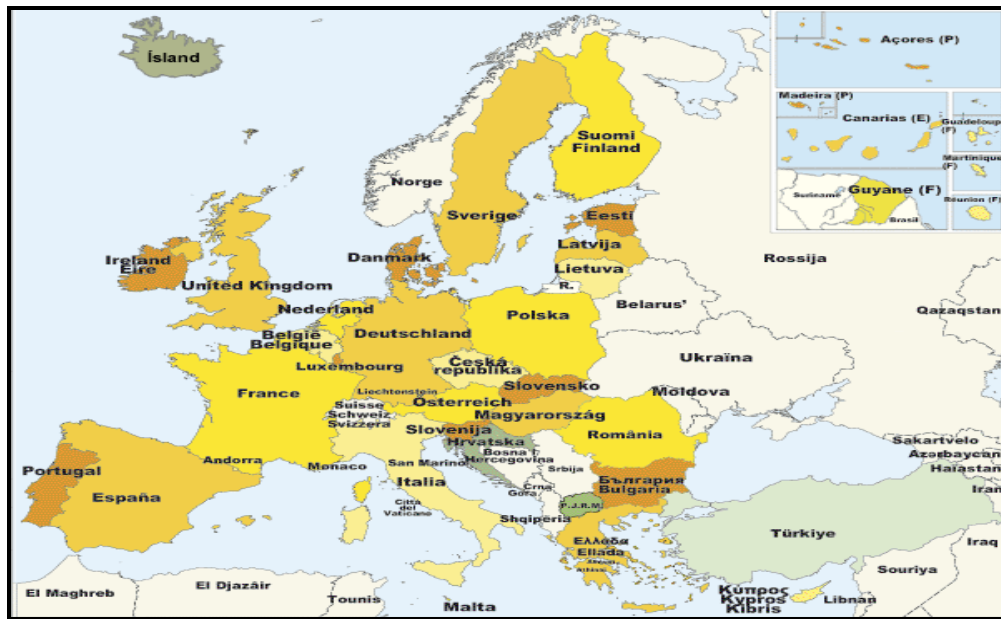 Ísland
Açores (P)
Madeira (P)
Canarias (E)
Guadeloupe
(F)
Martinique
(F)
Suriname
Guyane (F)
Brasil
Réunion (F)
Suomi
Finland
Norge
Sverige
Eesti
Latvija
Lietuva
R.
Rossija
Danmark
Ireland
Éire
United Kingdom
Nederland
België
Belgique
Deutschland
Polska
Belarus'
Qazaqstan
Luxembourg
Česká
republika
Ukraïna
Slovensko
Moldova
France
Liechtenstein
Österreich
Suisse
Schweiz
Svizzera
Magyarország
Slovenija
Hrvatska
România
Bosna i
Hercegovina
Srbija
Sakartvelo
Azərbaycan
Haiastan
Iran
Andorra
Monaco
San Marino
Italia
Città
del
Vaticano
Crna
Gora
България
Bulgaria
P.J.R.M.
Shqipëria
Portugal
España
Ελλάδα
Ellada
Türkiye
Iraq
Souriya
Κύπρος
Kypros
Kibris
Libnan
El Maghreb
El Djazâir
Tounis
Malta